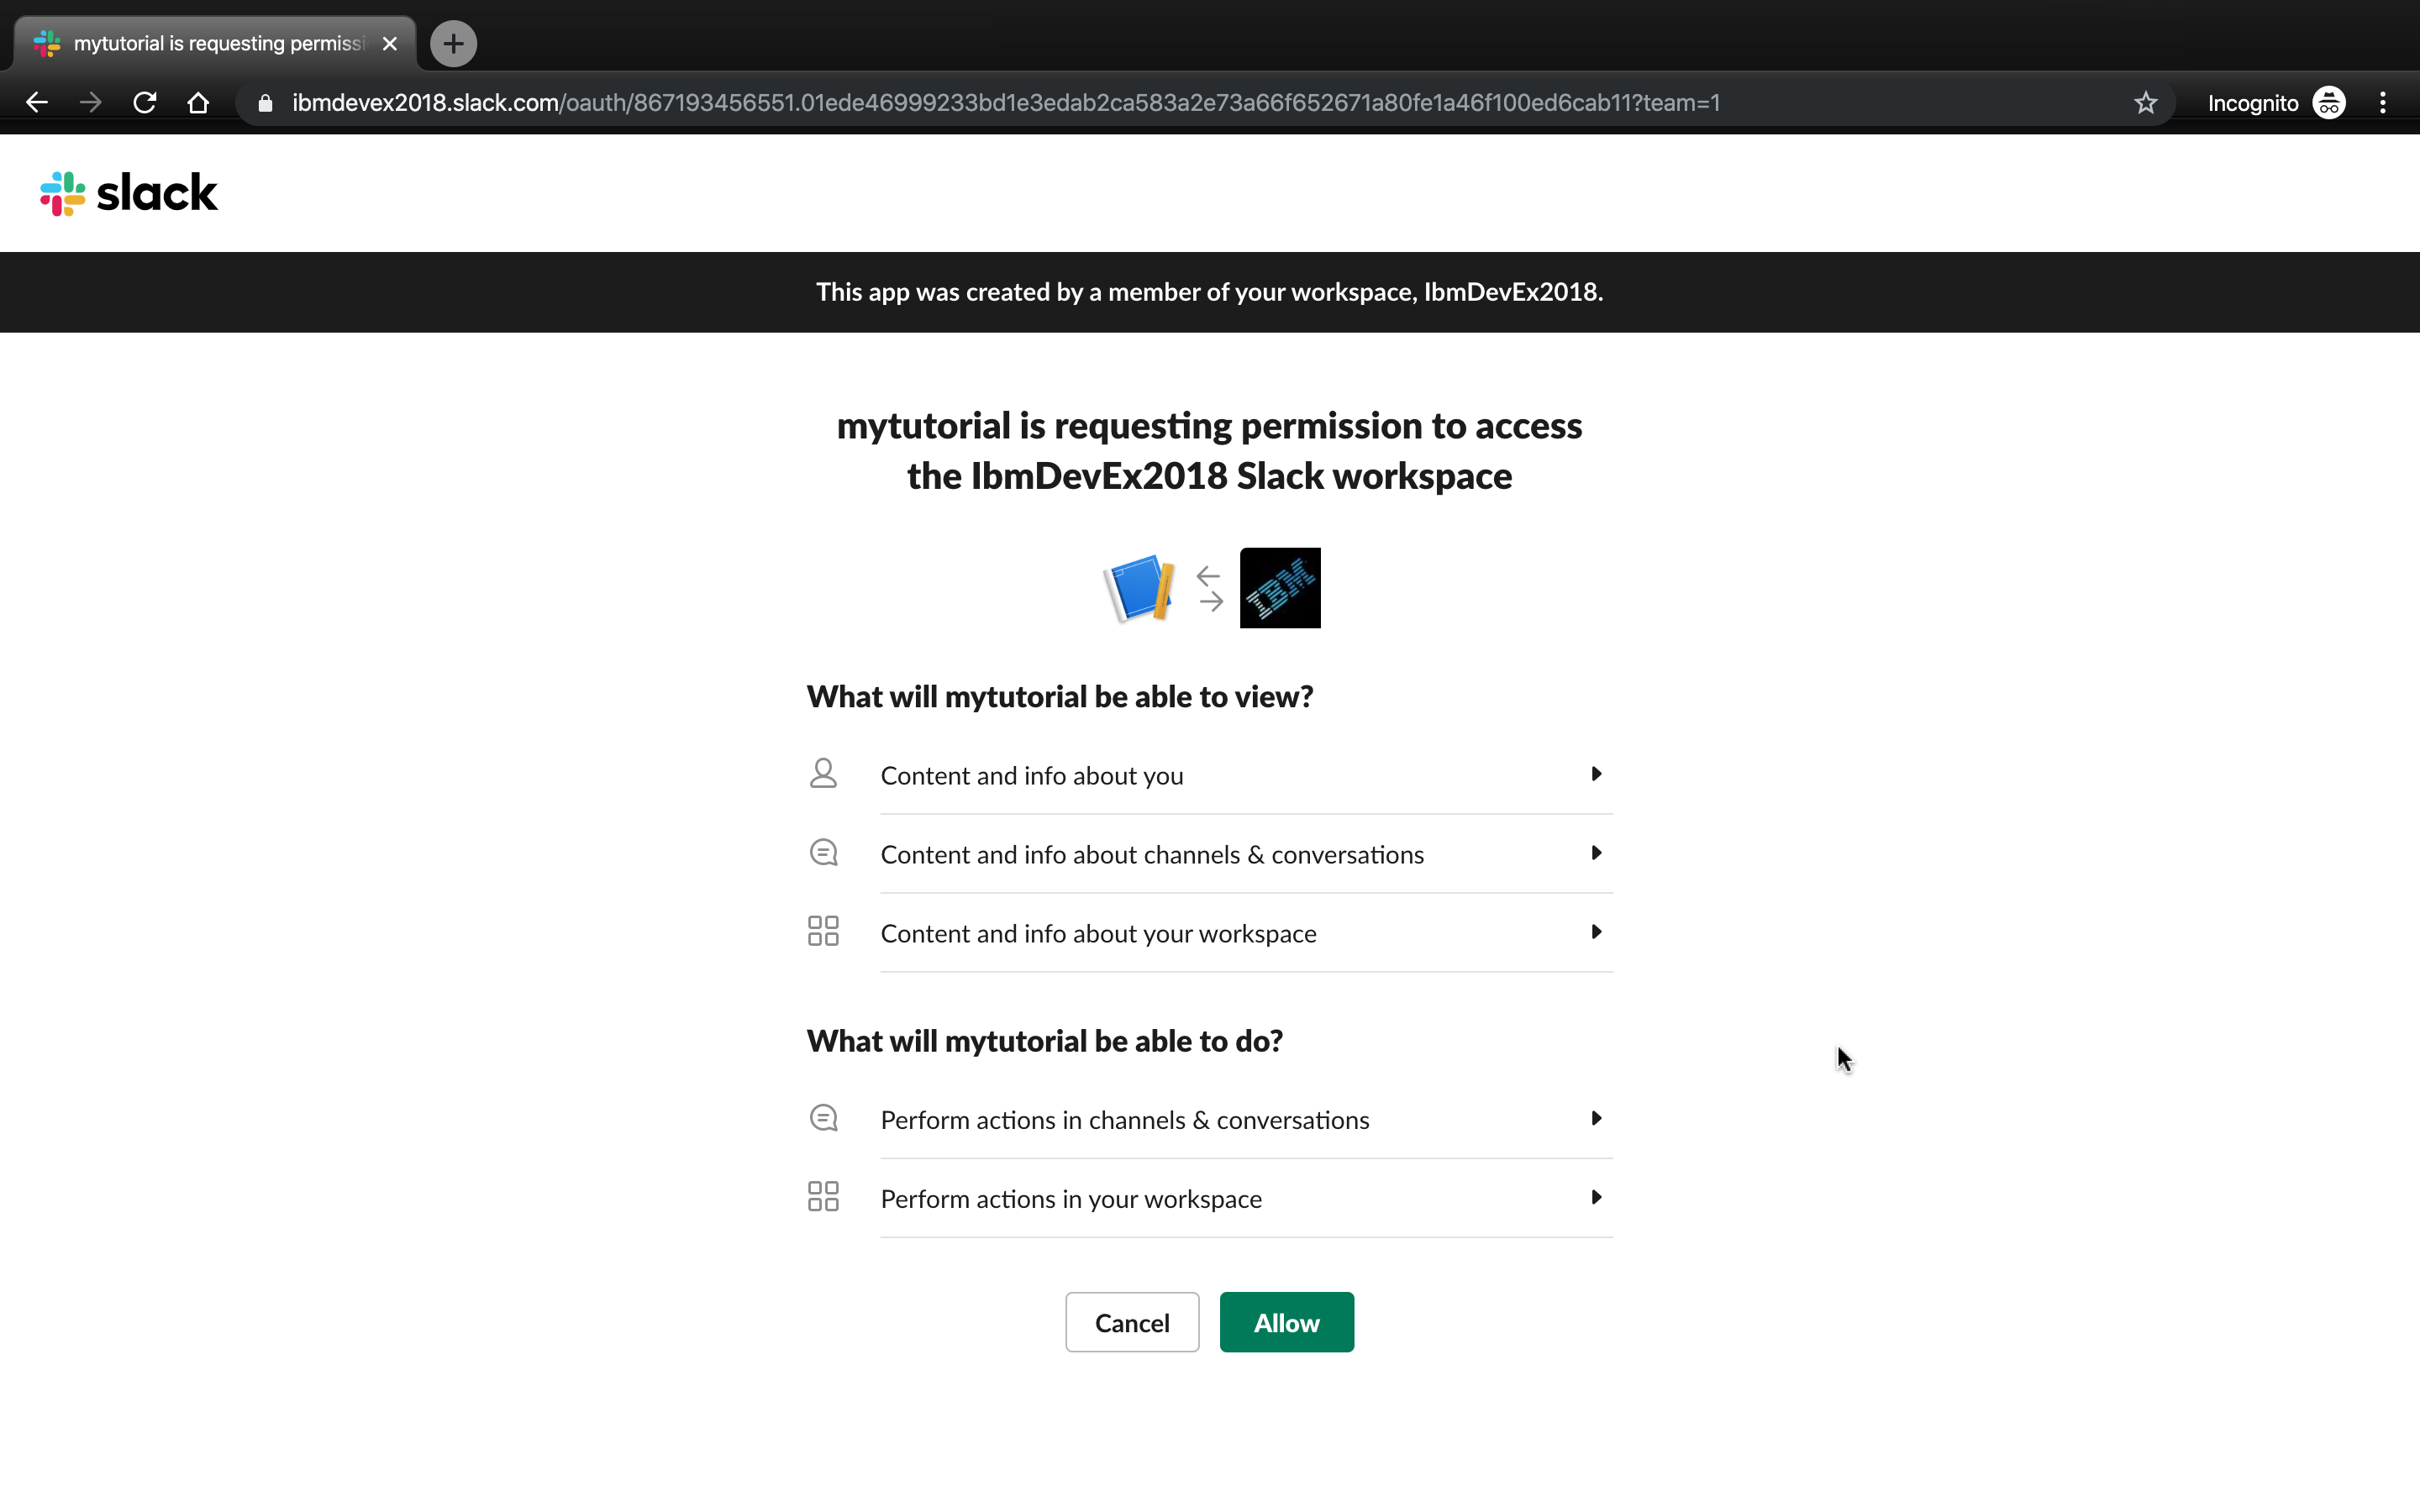 mytutorial is requesting permissi
ibmdevex2018.slack.com/oauth/867193456551.01ede46999233bd1e3edab2ca583a2e73a66f652671a80fe1a46f100ed6cab11?team=1
Incognito
slack
This app was created by a member of your workspace, IbmDevEx2018.
mytutorial is requesting permission to access
the IbmDevEx2018 Slack workspace
IBM
What will mytutorial be able to view?
Content and info about you
Content and info about channels & conversations
Content and info about your workspace
What will mytutorial be able to do?
Perform actions in channels & conversations
Perform actions in your workspace
Cancel
Allow